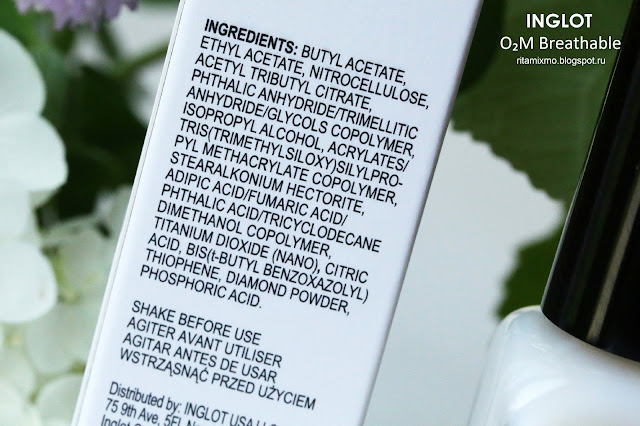 INGLOT
O₂M Breathable
ritamixmo.blogspot.ru
INGREDIENTS: BUTYL ACETATE,
ETHYL ACETATE, NITROCELLULOSE,
ACETYL TRIBUTYL CITRATE,
PHTHALIC ANHYDRIDE/TRIMELLITIC
ANHYDRIDE/GLYCOLS COPOLYMER,
ISOPROPYL ALCOHOL, ACRYLATES/
TRIS(TRIMETHYLSILOXY)SILYLPRO-
PYL METHACRYLATE COPOLYMER,
STEARALKONIUM HECTORITE,
ADIPIC ACID/FUMARIC ACID/
PHTHALIC ACID/TRICYCLODECANE
DIMETHANOL COPOLYMER,
TITANIUM DIOXIDE (NANO), CITRIC
ACID, BIS(t-BUTYL BENZOXAZOLYL)
THIOPHENE, DIAMOND POWDER,
PHOSPHORIC ACID.
SHAKE BEFORE USE
AGITER AVANT UTILISER
AGITAR ANTES DE USAR
WSTRZĄSNĄĆ PRZED UŻYCIEM
Distributed by: INGLOT USA
75 9th Ave, 5Fl,
Inglot